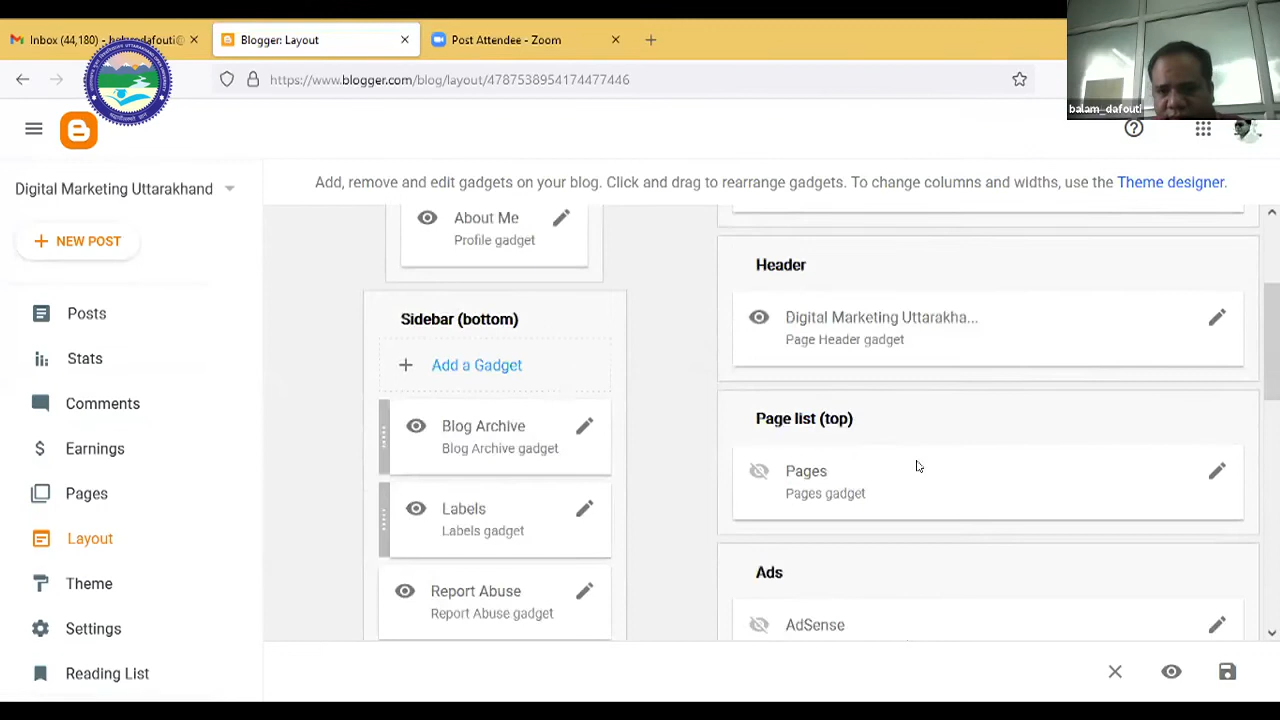 Inbox (44,180) - balamdafouti@
Blogger: Layout
Post Attendee - Zoom
https://www.blogger.com/blog/layout/4787538954174477446
balam_dafouti
Digital Marketing Uttarakhand
NEW POST
Posts
Stats
Comments
Earnings
Pages
Layout
Theme
Settings
Reading List
Add, remove and edit gadgets on your blog. Click and drag to rearrange gadgets. To change columns and widths, use the Theme designer.
About Me
Profile gadget
Sidebar (bottom)
Add a Gadget
Blog Archive
Blog Archive gadget
Labels
Labels gadget
Report Abuse
Report Abuse gadget
Header
Digital Marketing Uttarakha...
Page Header gadget
Page list (top)
Pages
Pages gadget
Ads
AdSense